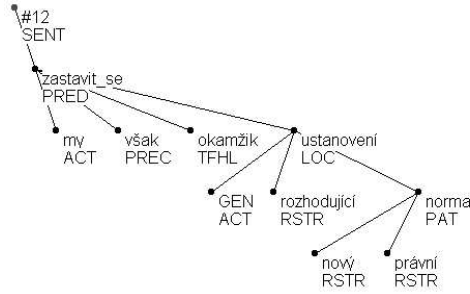 #12
SENT
zastavit_se
PRED
my
ACT
však
PREC
okamžik
TFHL
ustanovení
LOC
GEN
ACT
rozhodující
RSTR
norma
PAT
nový
RSTR
právní
RSTR